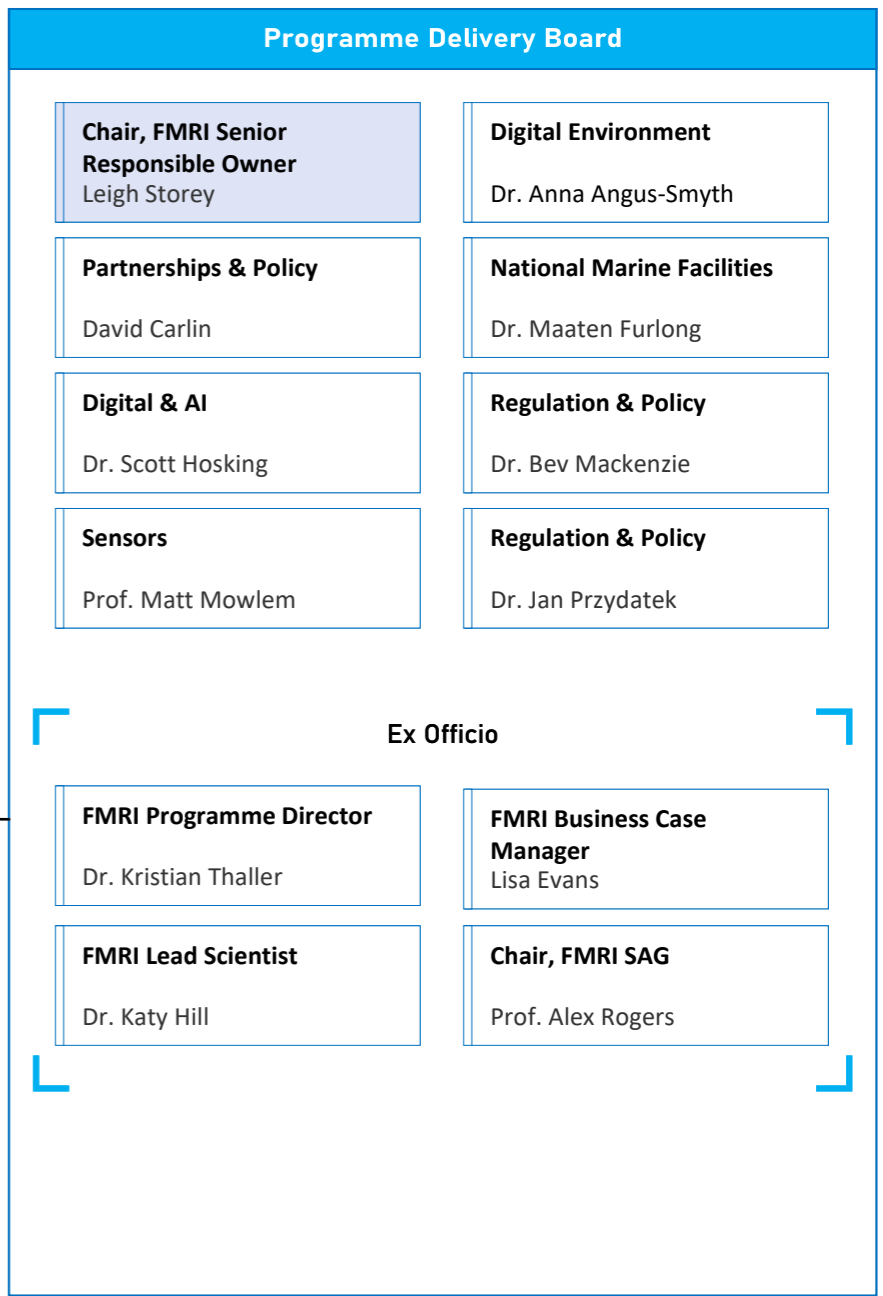 Programme Delivery Board
Chair, FMRI Senior
Responsible Owner
Leigh Storey
Digital Environment
Dr. Anna Angus-Smyth
Partnerships & Policy
David Carlin
National Marine Facilities
Dr. Maaten Furlong
Digital & AI
Dr. Scott Hosking
Regulation & Policy
Dr. Bev Mackenzie
Sensors
Prof. Matt Mowlem
Regulation & Policy
Dr. Jan Przydatek
Ex Officio
FMRI Programme Director
Dr. Kristian Thaller
FMRI Business Case
Manager
Lisa Evans
FMRI Lead Scientist
Dr. Katy Hill
Chair, FMRI SAG
Prof. Alex Rogers